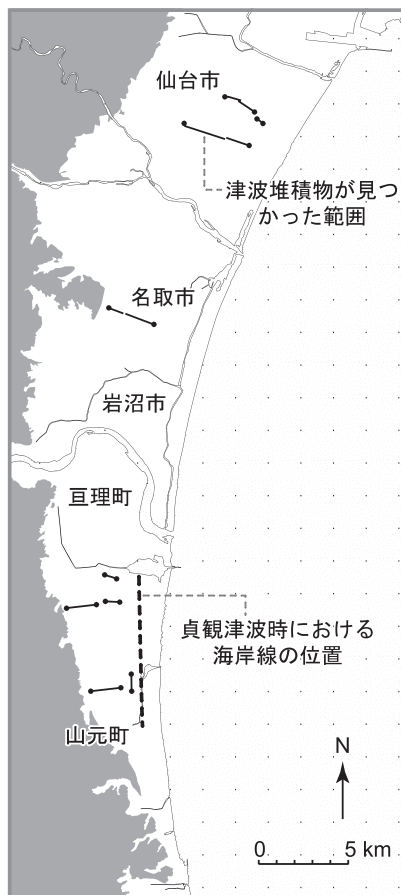 仙台市
津波堆積物が見つ
かった範囲
名取市
岩沼市
亘理町
貞観津波時における
海岸線の位置
山元町
N
0 5 km